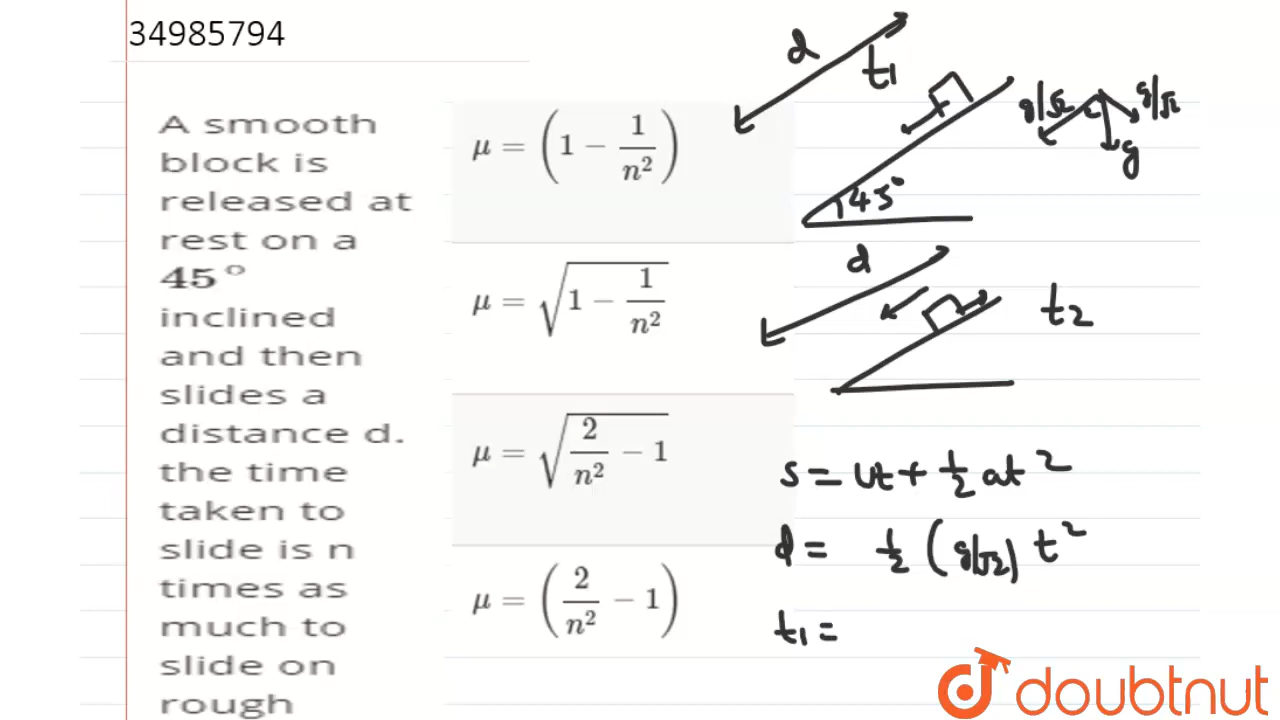 34985794
A smooth
block is
released at
rest on a
45°
inclined
and then
slides a
distance d.
the time
taken to
slide is n
times as
much to
slide on
rough
μ = (1 − 1/n²)
μ = √(1 − 1/n²)
μ = √(2/n² − 1)
μ = (2/n² − 1)
d
t1
g/√2
g/√2
g
45°
d
t2
s = ut + 1/2 at²
d = 1/2 (g/√2) t²
t1 =
doubtnut